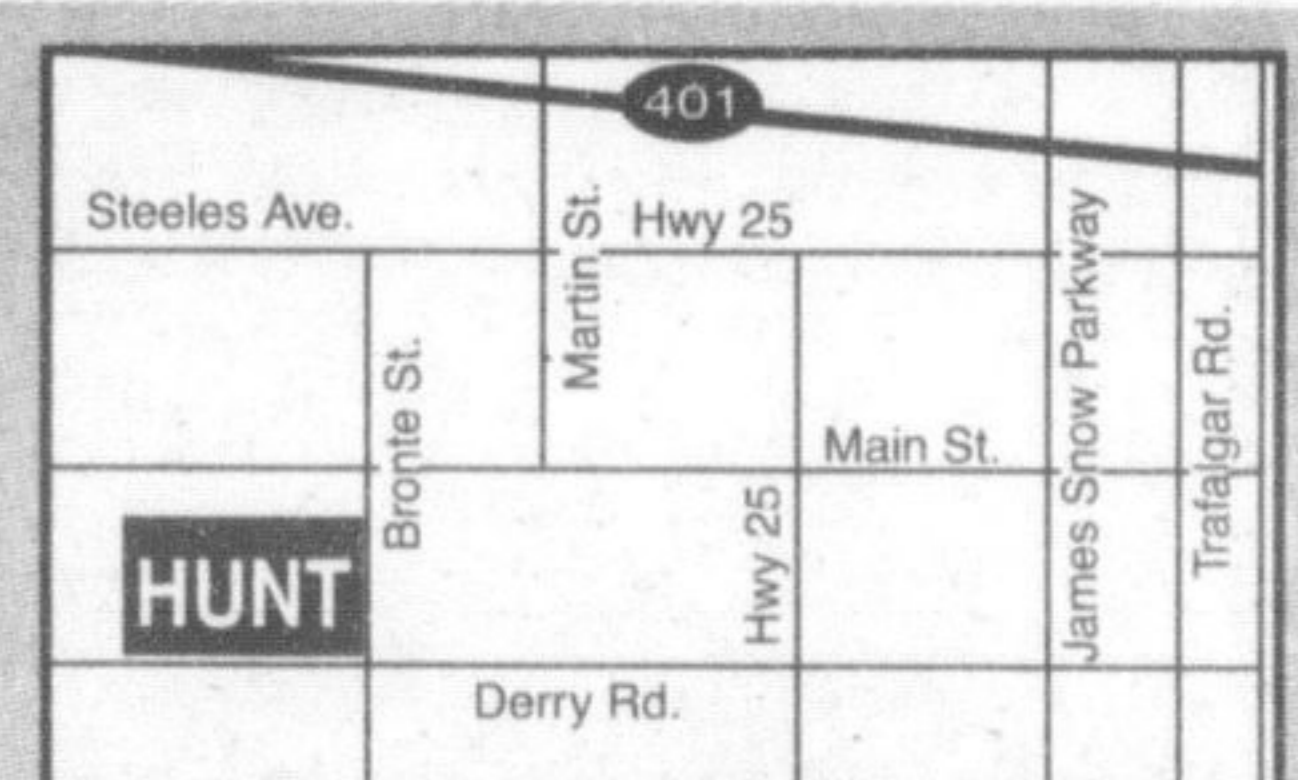 401
Steeles Ave.
Hwy 25
Martin St.
James Snow Parkway
Trafalgar Rd.
Bronte St.
Main St.
Hwy 25
HUNT
Derry Rd.